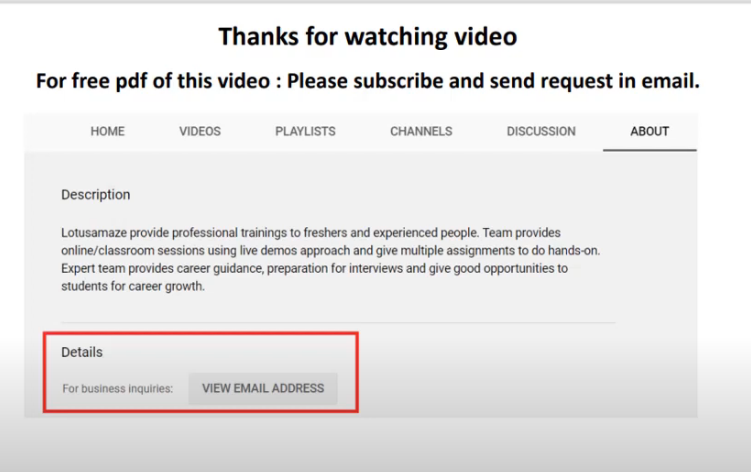 Thanks for watching video
For free pdf of this video : Please subscribe and send request in email.
HOME VIDEOS PLAYLISTS CHANNELS DISCUSSION ABOUT
Description
Lotusamaze provide professional trainings to freshers and experienced people. Team provides
online/classroom sessions using live demos approach and give multiple assignments to do hands-on.
Expert team provides career guidance, preparation for interviews and give good opportunities to
students for career growth.
Details
For business inquiries: VIEW EMAIL ADDRESS